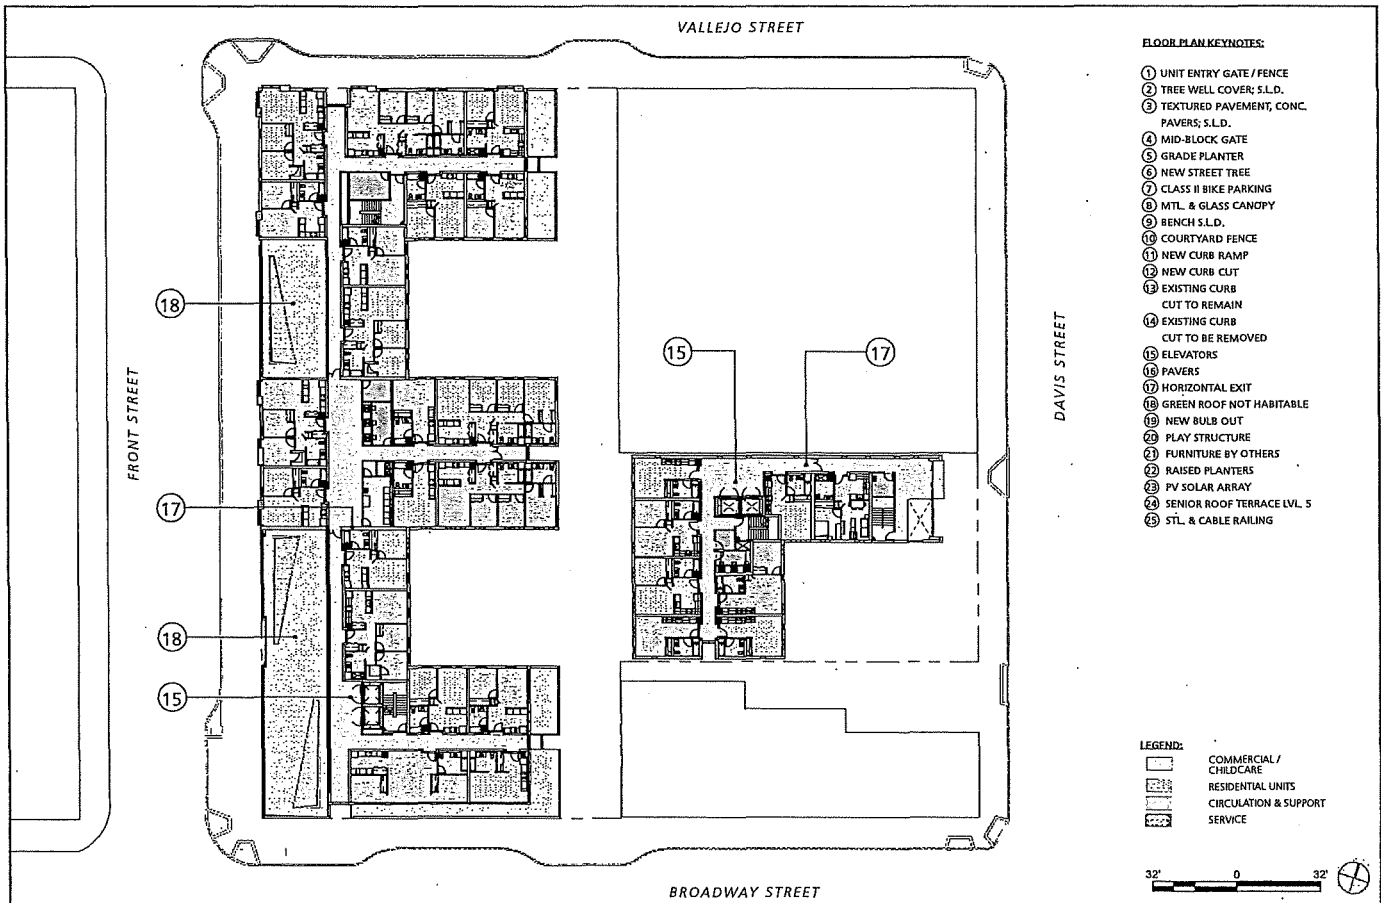 VALLEJO STREET
FLOOR PLAN KEYNOTES:
1 UNIT ENTRY GATE / FENCE
2 TREE WELL COVER; S.L.D.
3 TEXTURED PAVEMENT, CONC.
PAVERS; S.L.D.
4 MID-BLOCK GATE
5 GRADE PLANTER
6 NEW STREET TREE
7 CLASS II BIKE PARKING
8 MTL. & GLASS CANOPY
9 BENCH S.L.D.
10 COURTYARD FENCE
11 NEW CURB RAMP
12 NEW CURB CUT
13 EXISTING CURB
CUT TO REMAIN
14 EXISTING CURB
CUT TO BE REMOVED
15 ELEVATORS
16 PAVERS
17 HORIZONTAL EXIT
18 GREEN ROOF NOT HABITABLE
19 NEW BULB OUT
20 PLAY STRUCTURE
21 FURNITURE BY OTHERS
22 RAISED PLANTERS
23 PV SOLAR ARRAY
24 SENIOR ROOF TERRACE LVL. 5
25 STL. & CABLE RAILING
18
15
17
FRONT STREET
DAVIS STREET
17
18
15
LEGEND:
COMMERCIAL /
CHILDCARE
RESIDENTIAL UNITS
CIRCULATION & SUPPORT
SERVICE
32' 0 32'
BROADWAY STREET